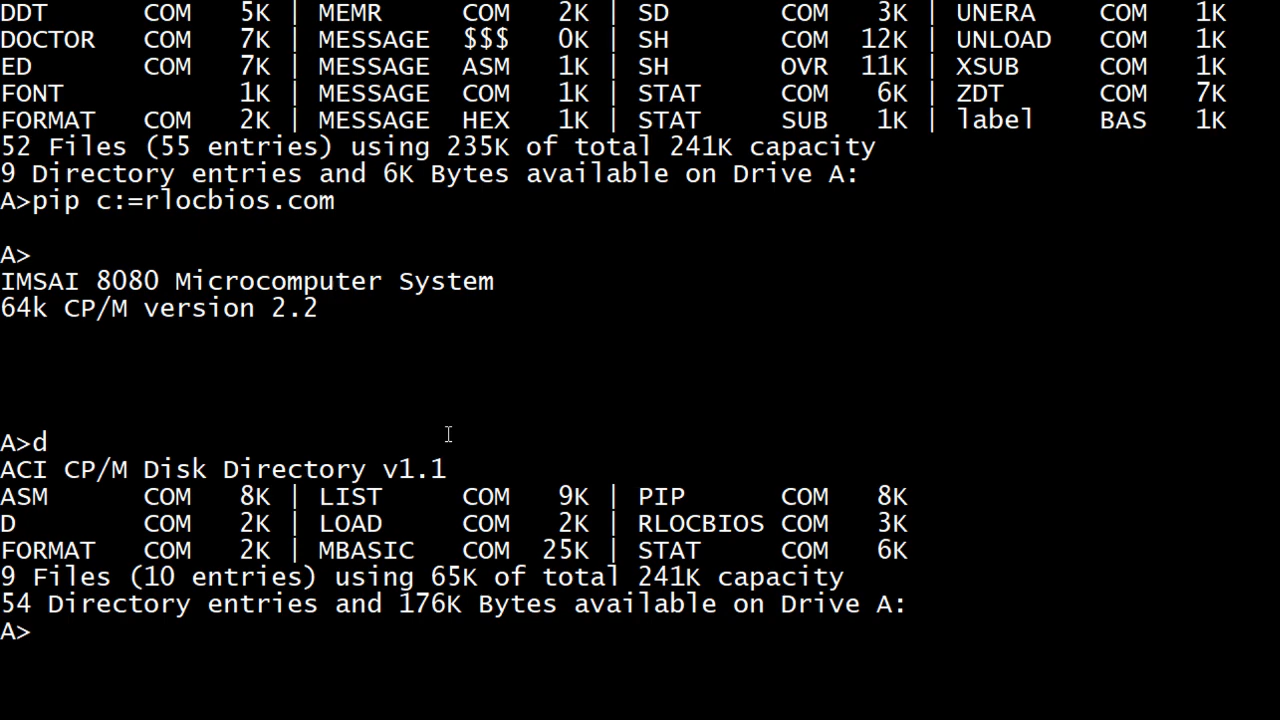 DDT      COM   5K | MEMR     COM   2K | SD       COM   3K | UNERA    COM   1K
DOCTOR   COM   7K | MESSAGE  $$$   0K | SH       COM  12K | UNLOAD   COM   1K
ED       COM   7K | MESSAGE  ASM   1K | SH       OVR  11K | XSUB     COM   1K
FONT           1K | MESSAGE  COM   1K | STAT     COM   6K | ZDT      COM   7K
FORMAT   COM   2K | MESSAGE  HEX   1K | STAT     SUB   1K | label    BAS   1K
52 Files (55 entries) using 235K of total 241K capacity
9 Directory entries and 6K Bytes available on Drive A:
A>pip c:=rlocbios.com
A>
IMSAI 8080 Microcomputer System
64k CP/M version 2.2
A>d
ACI CP/M Disk Directory v1.1
ASM      COM   8K | LIST     COM   9K | PIP      COM   8K
D        COM   2K | LOAD     COM   2K | RLOCBIOS COM   3K
FORMAT   COM   2K | MBASIC   COM  25K | STAT     COM   6K
9 Files (10 entries) using 65K of total 241K capacity
54 Directory entries and 176K Bytes available on Drive A:
A>